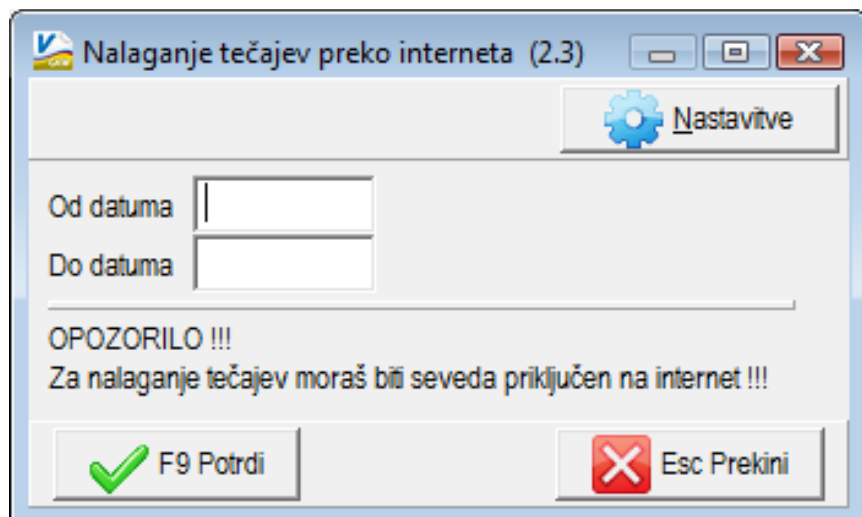 Nalaganje tečajev preko interneta (2.3)
Nastavitve
Od datuma
Do datuma
OPOZORILO !!!
Za nalaganje tečajev moraš biti seveda priključen na internet !!!
F9 Potrdi
Esc Prekini